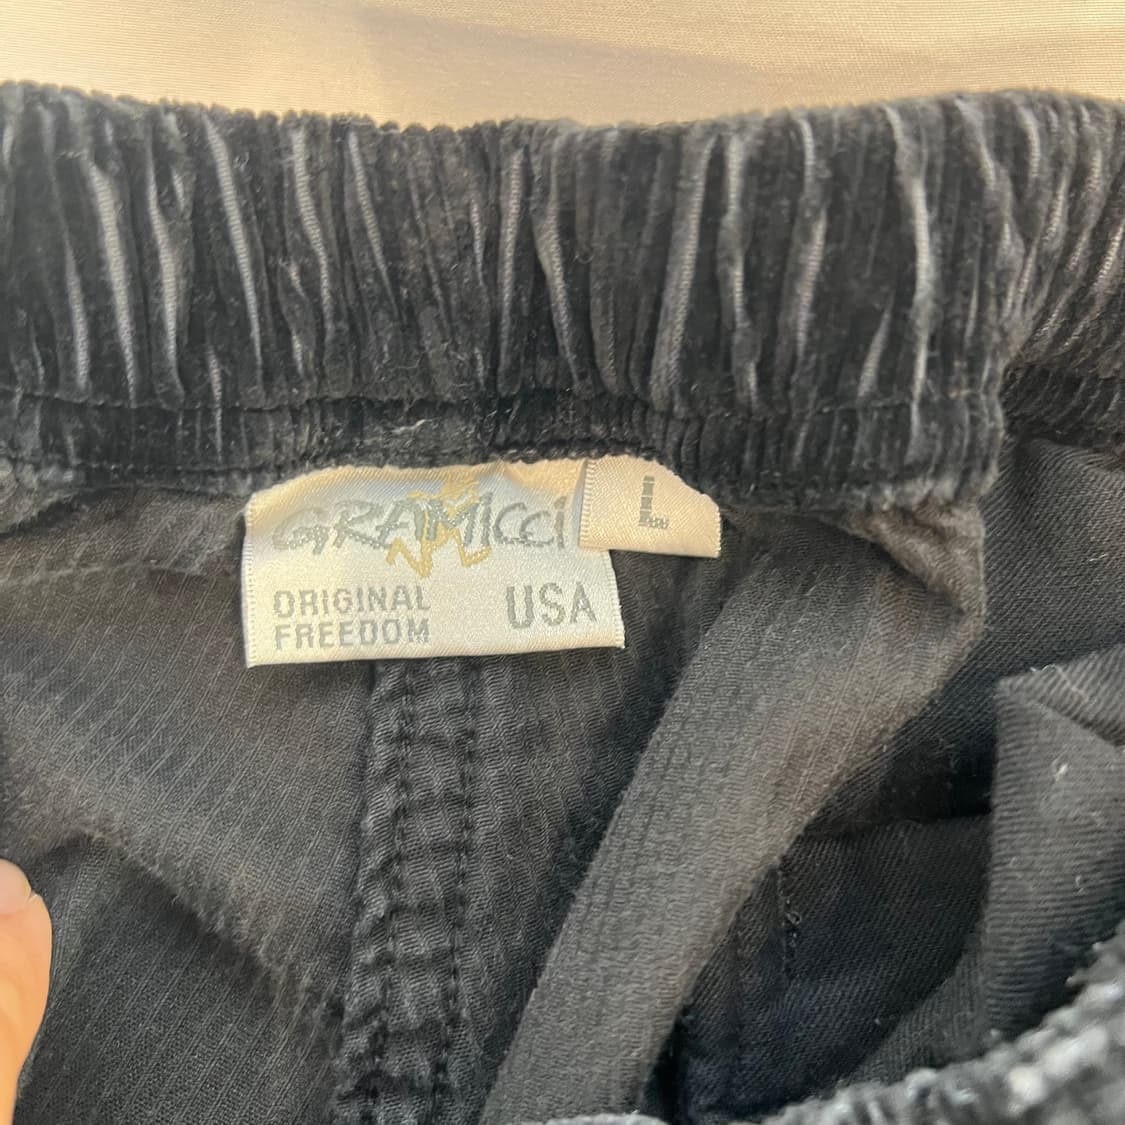 GRAMICCi
L
ORIGINAL
FREEDOM
USA